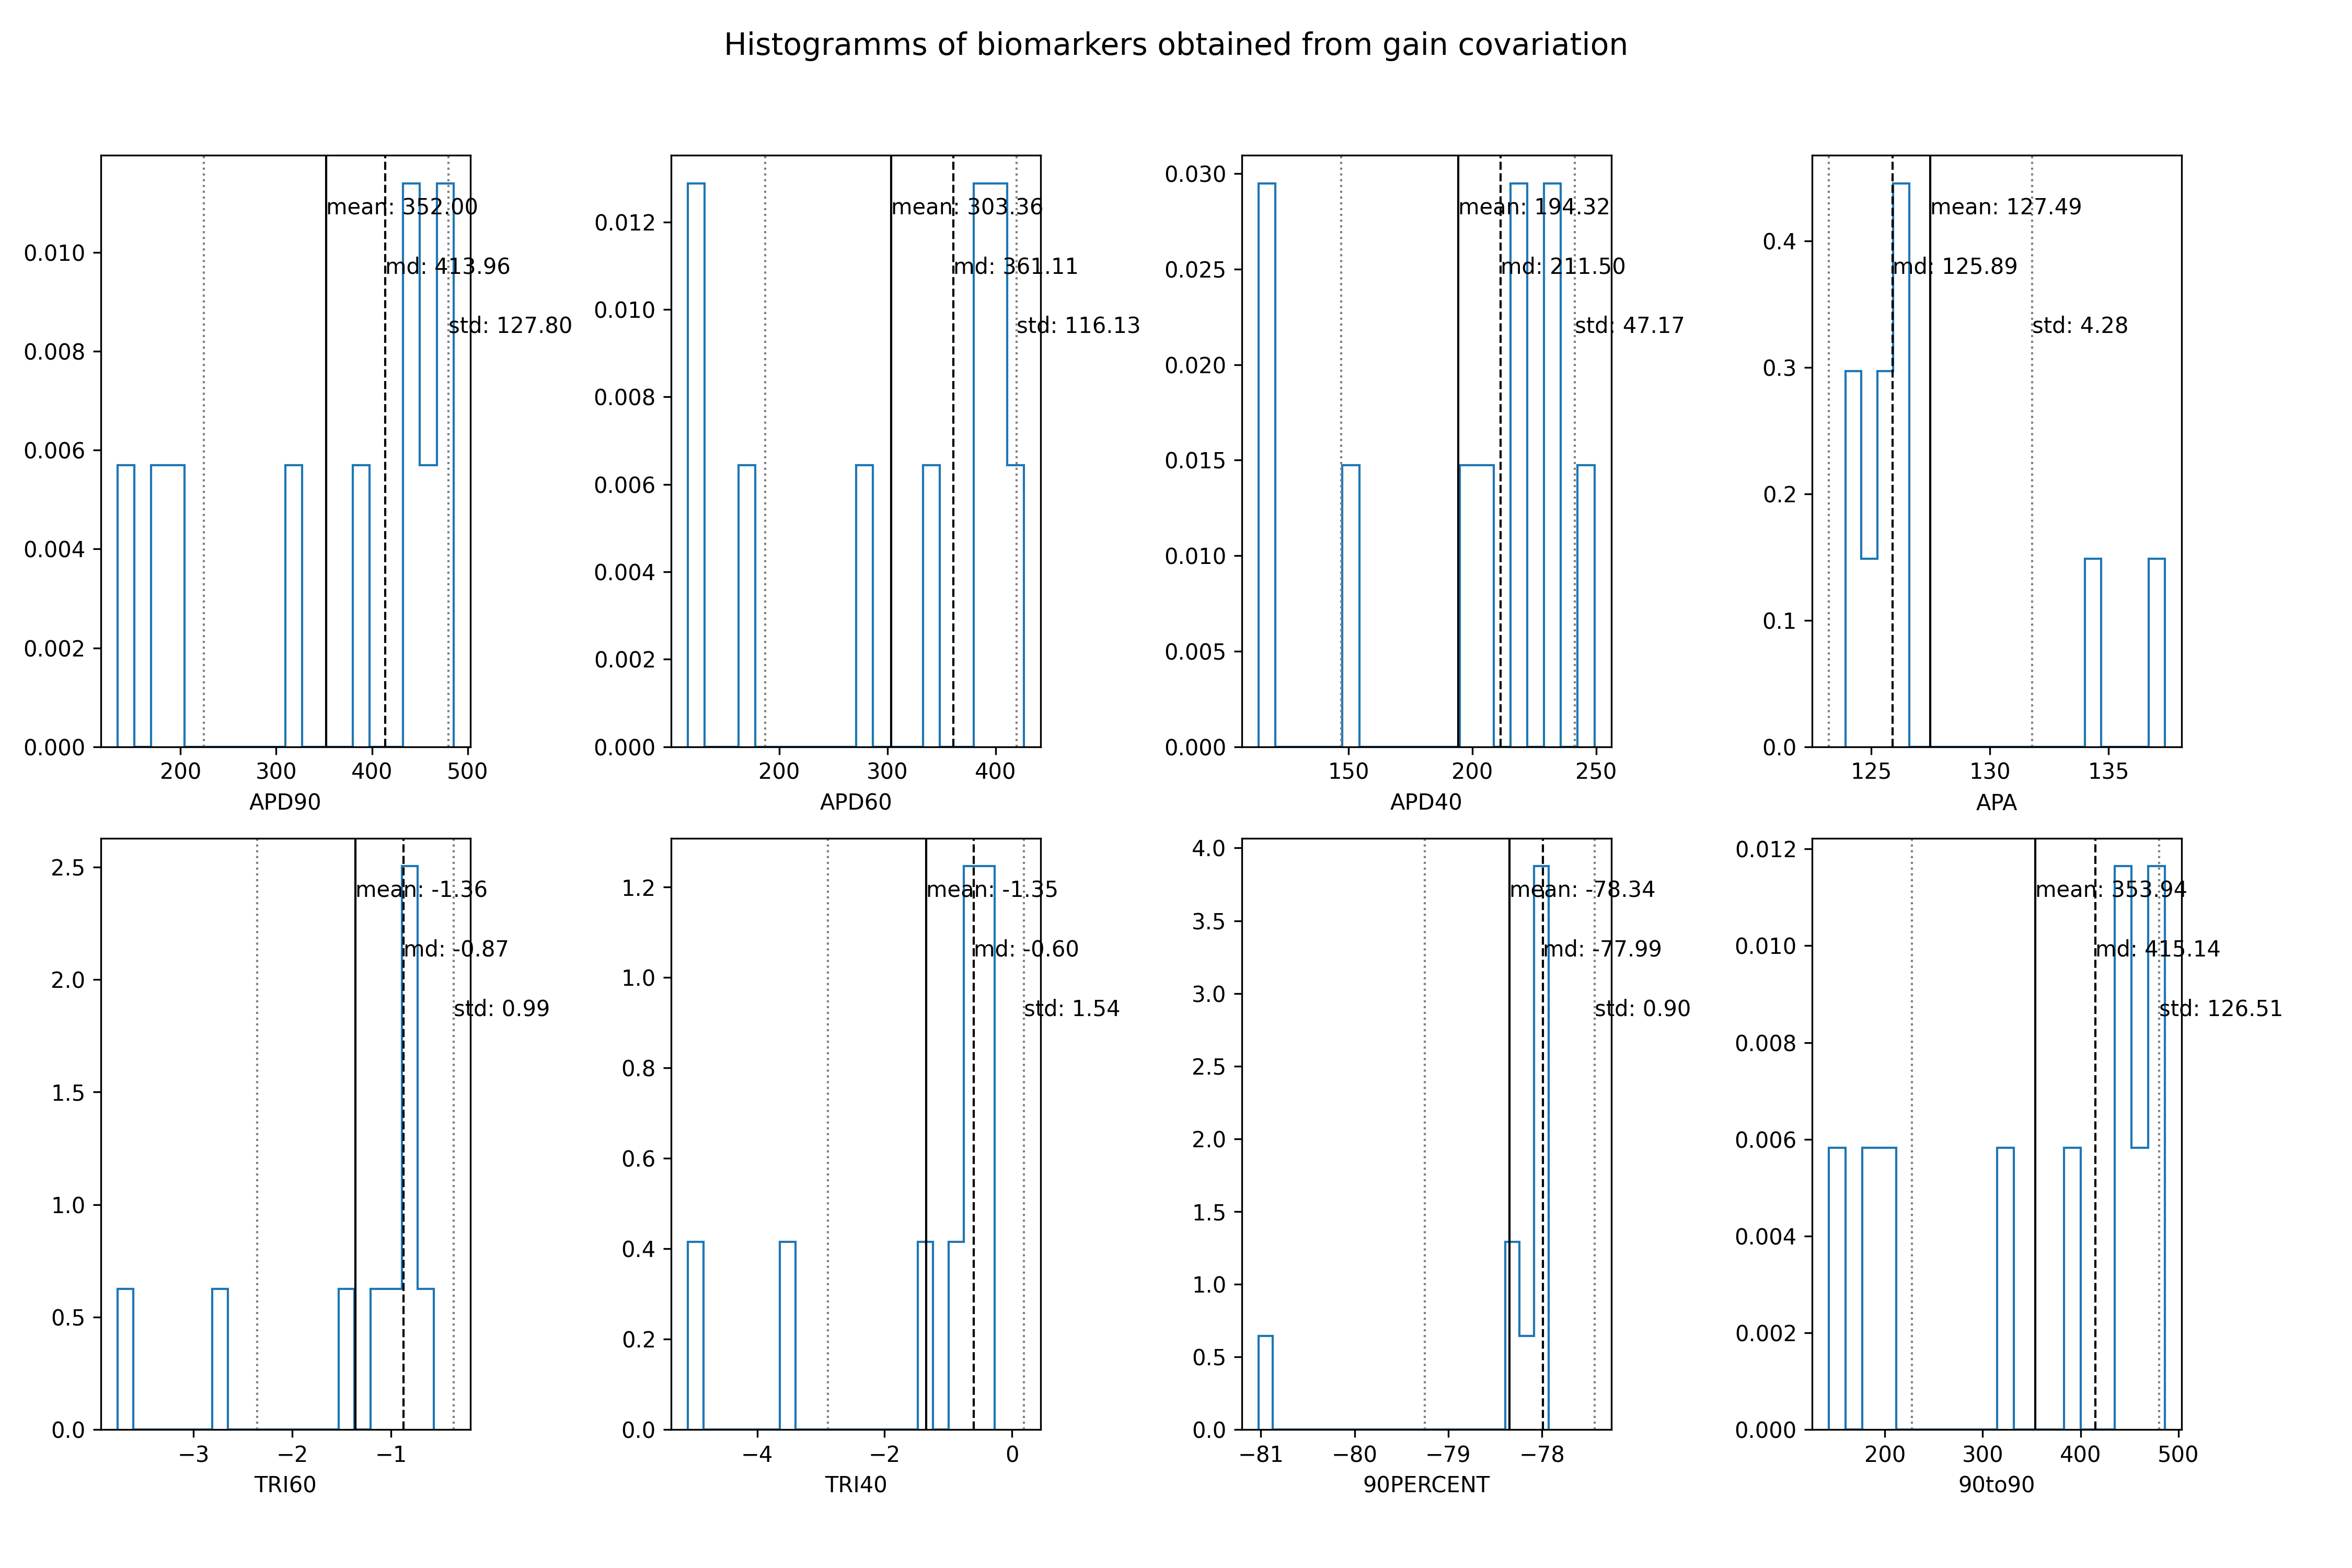 Histogramms of biomarkers obtained from gain covariation
mean: 352.00
md: 413.96
std: 127.80
0.010
0.008
0.006
0.004
0.002
0.000
200 300 400 500
APD90
mean: 303.36
md: 361.11
std: 116.13
0.012
0.010
0.008
0.006
0.004
0.002
0.000
200 300 400
APD60
mean: 194.32
md: 211.50
std: 47.17
0.030
0.025
0.020
0.015
0.010
0.005
0.000
150 200 250
APD40
mean: 127.49
md: 125.89
std: 4.28
0.4
0.3
0.2
0.1
0.0
125 130 135
APA
mean: -1.36
md: -0.87
std: 0.99
2.5
2.0
1.5
1.0
0.5
0.0
−3 −2 −1
TRI60
mean: -1.35
md: -0.60
std: 1.54
1.2
1.0
0.8
0.6
0.4
0.2
0.0
−4 −2 0
TRI40
mean: -78.34
md: -77.99
std: 0.90
4.0
3.5
3.0
2.5
2.0
1.5
1.0
0.5
0.0
−81 −80 −79 −78
90PERCENT
mean: 353.94
md: 415.14
std: 126.51
0.012
0.010
0.008
0.006
0.004
0.002
0.000
200 300 400 500
90to90